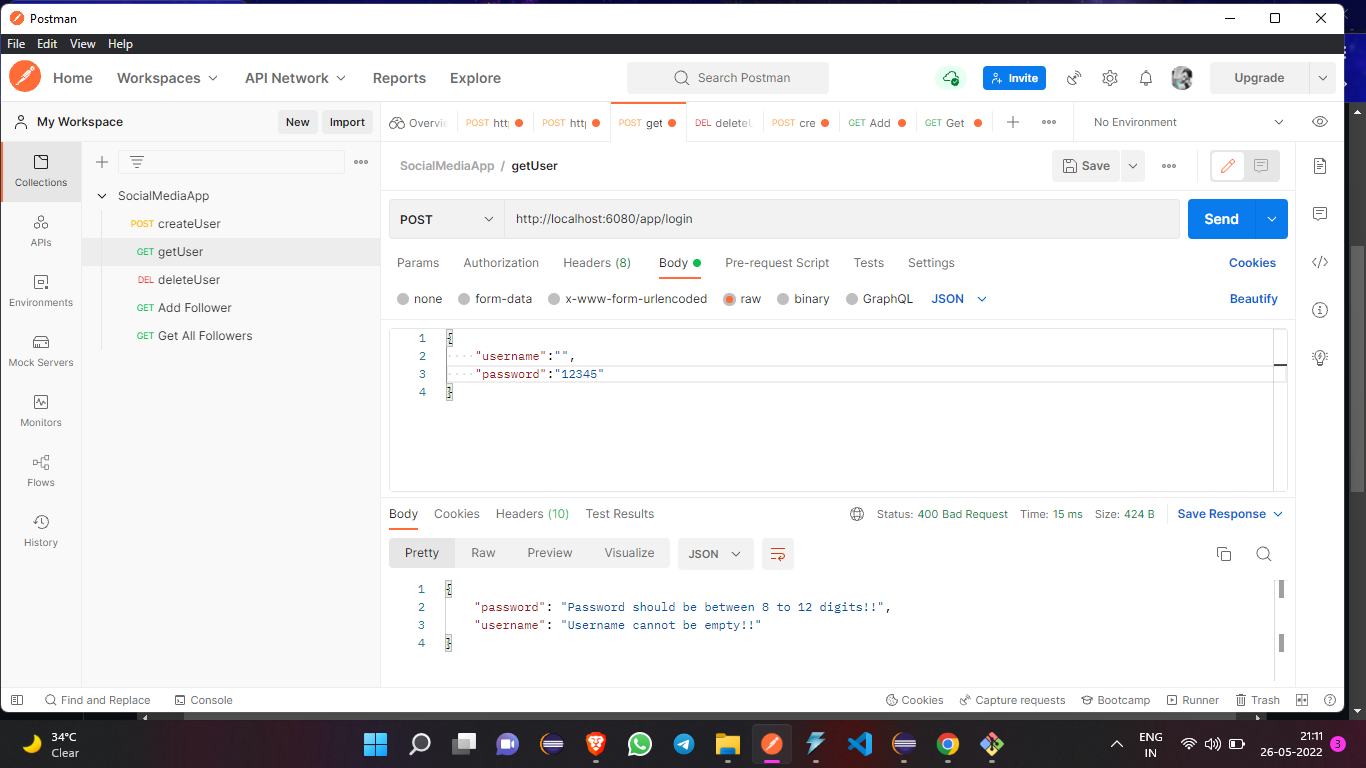 Postman
File Edit View Help
Home Workspaces API Network Reports Explore Search Postman Invite Upgrade
My Workspace New Import
Overvie POST htt POST htt POST get DEL deleteU POST cre GET Add GET Get No Environment
Collections
APIs
Environments
Mock Servers
Monitors
Flows
History
SocialMediaApp
POST createUser
GET getUser
DEL deleteUser
GET Add Follower
GET Get All Followers
SocialMediaApp / getUser Save
POST http://localhost:6080/app/login Send
Params Authorization Headers (8) Body Pre-request Script Tests Settings Cookies
none form-data x-www-form-urlencoded raw binary GraphQL JSON Beautify
1 {
2 ····"username":"",
3 ····"password":"12345"
4 }
Body Cookies Headers (10) Test Results Status: 400 Bad Request Time: 15 ms Size: 424 B Save Response
Pretty Raw Preview Visualize JSON
1 {
2 "password": "Password should be between 8 to 12 digits!!",
3 "username": "Username cannot be empty!!"
4 }
Find and Replace Console Cookies Capture requests Bootcamp Runner Trash
34°C
Clear
ENG
IN
21:11
26-05-2022
3